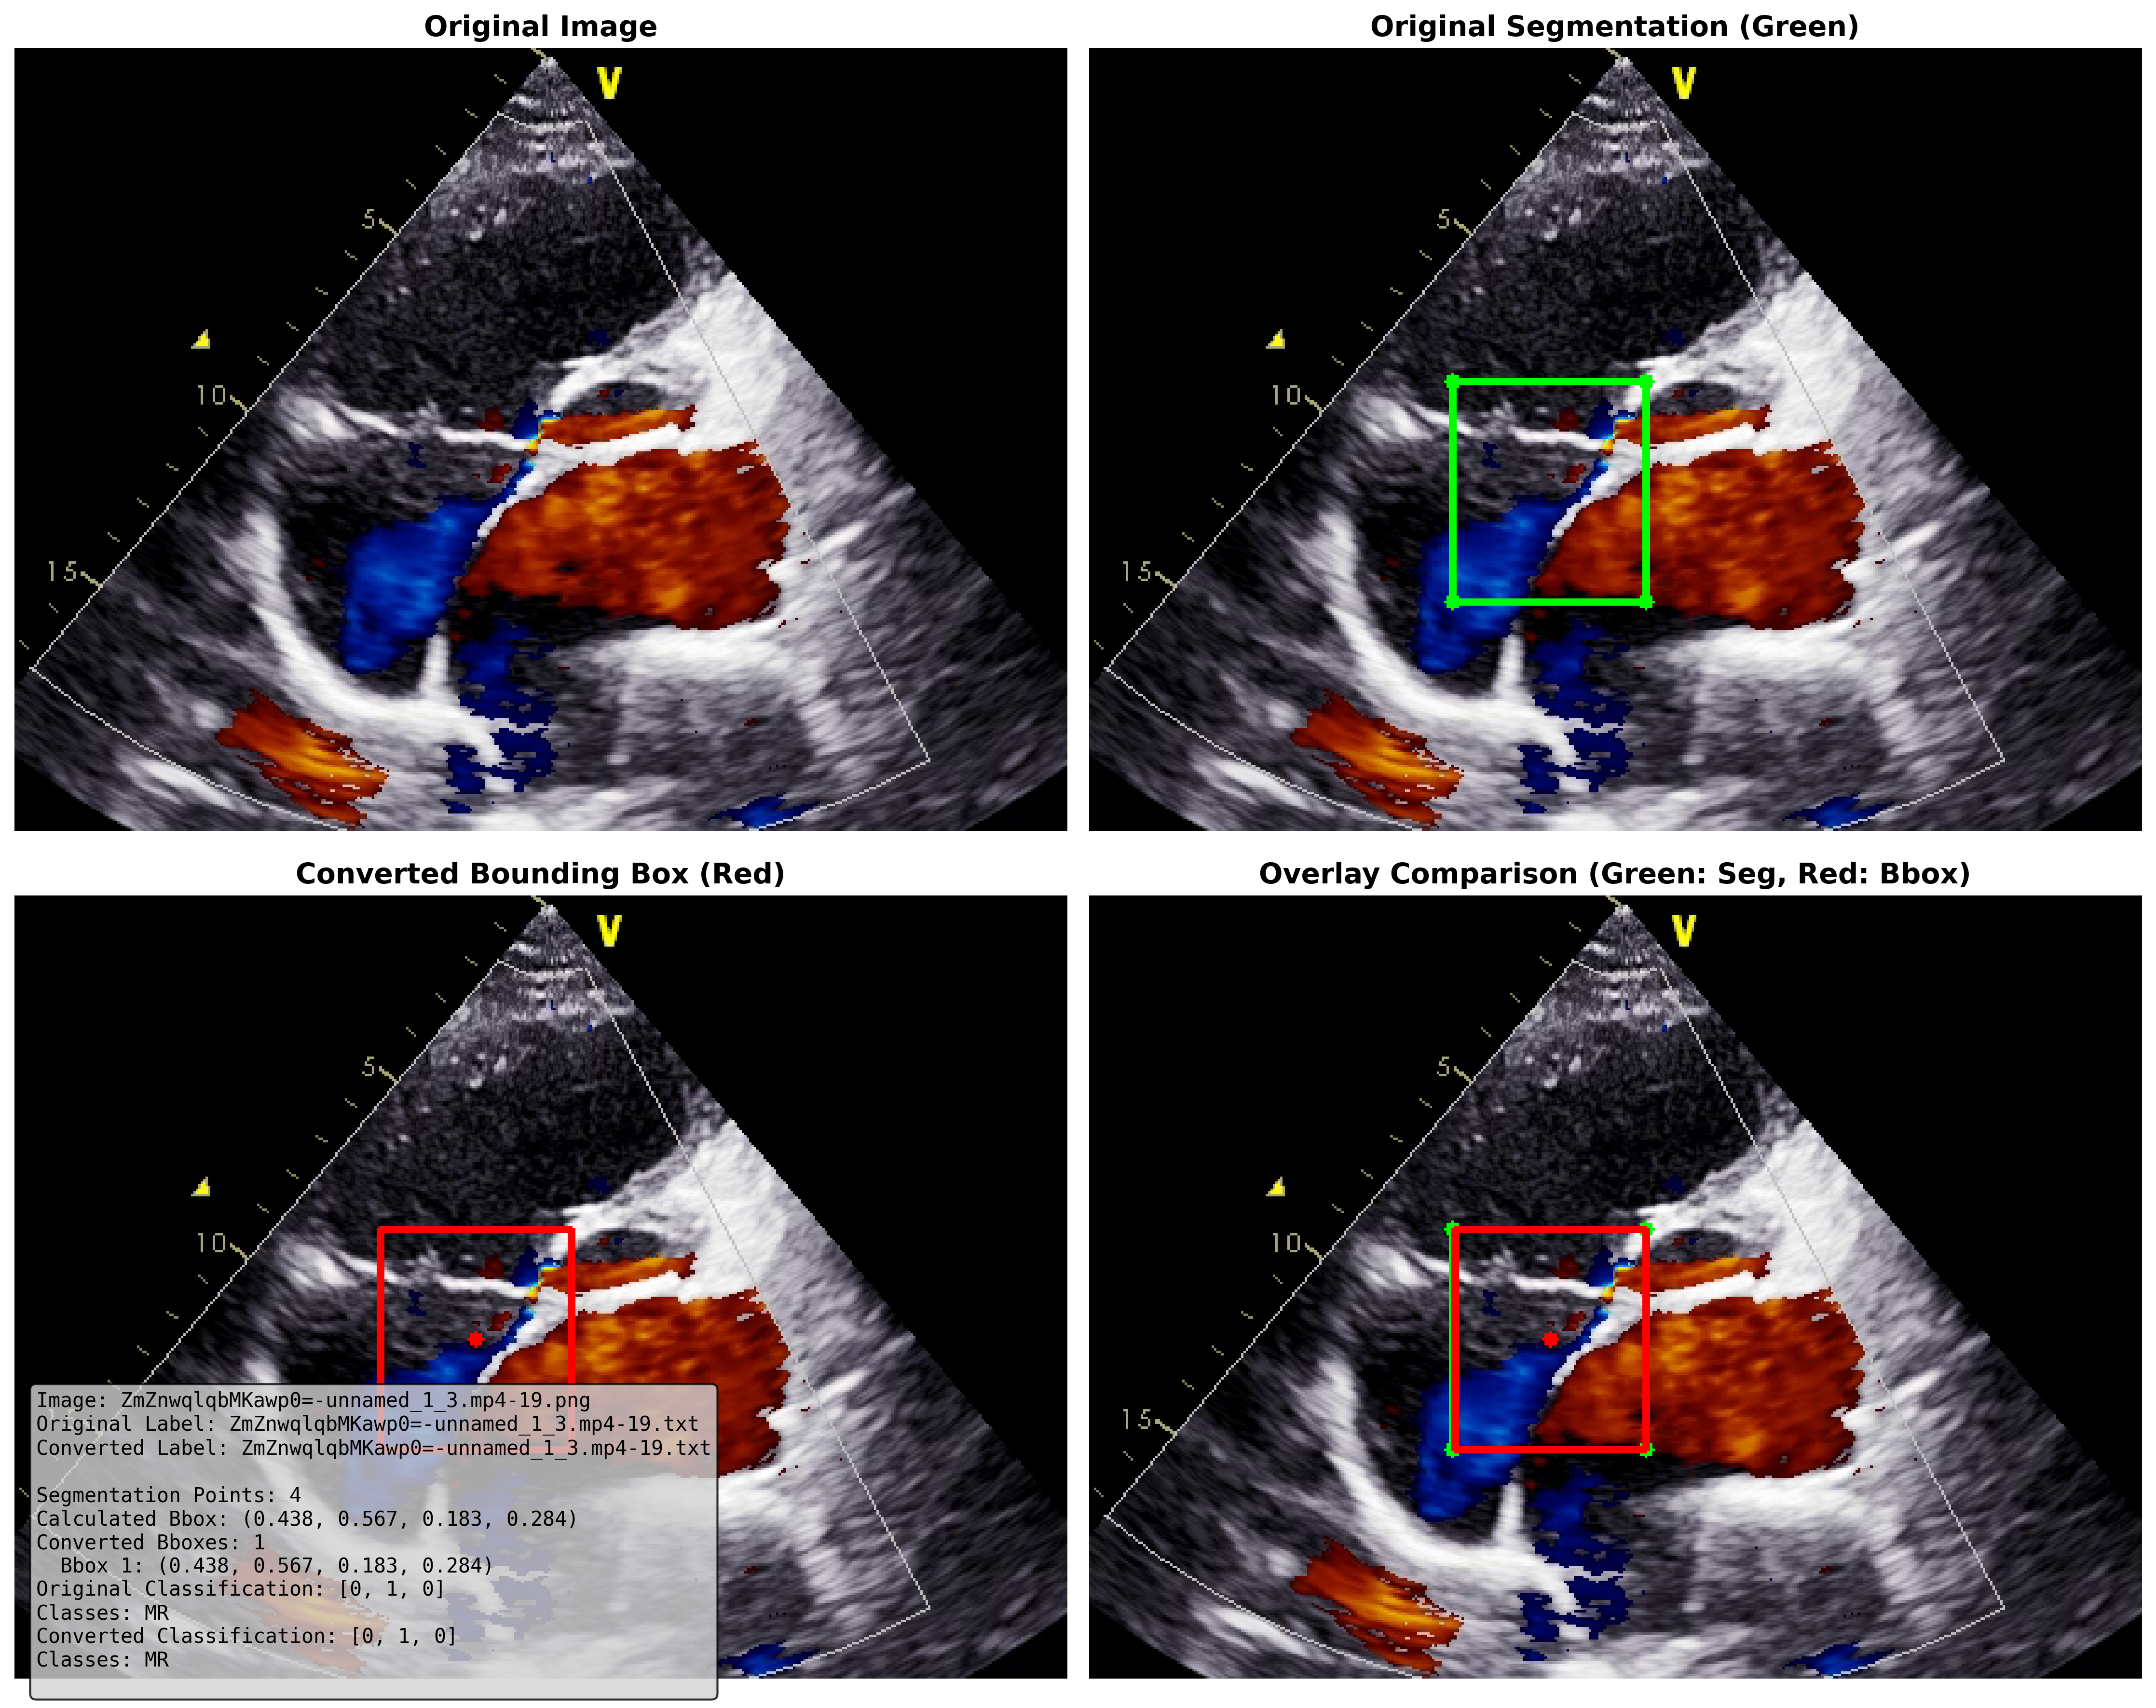 Original Image
Original Segmentation (Green)
V
5
10
15
V
5
10
15
Converted Bounding Box (Red)
Overlay Comparison (Green: Seg, Red: Bbox)
V
5
10
V
5
10
15
Image: ZmZnwqlqbMKawp0=-unnamed_1_3.mp4-19.png
Original Label: ZmZnwqlqbMKawp0=-unnamed_1_3.mp4-19.txt
Converted Label: ZmZnwqlqbMKawp0=-unnamed_1_3.mp4-19.txt
Segmentation Points: 4
Calculated Bbox: (0.438, 0.567, 0.183, 0.284)
Converted Bboxes: 1
Bbox 1: (0.438, 0.567, 0.183, 0.284)
Original Classification: [0, 1, 0]
Classes: MR
Converted Classification: [0, 1, 0]
Classes: MR